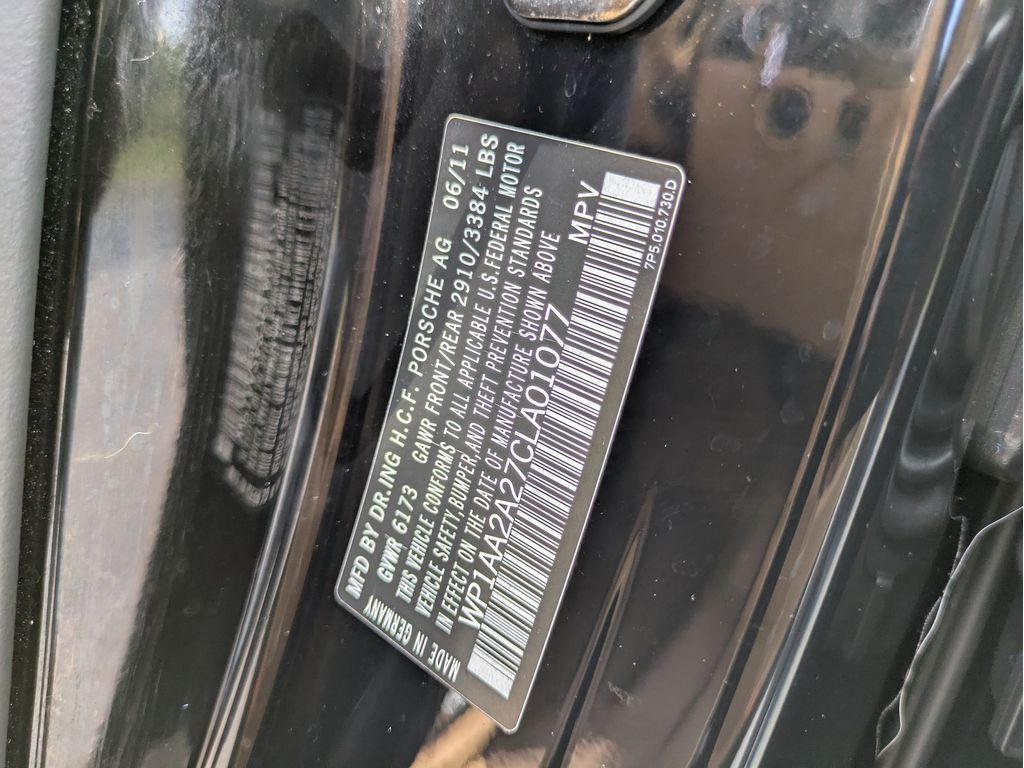 MFD BY DR.ING H.C.F. PORSCHE AG 06/11
GVWR 6173 GAWR FRONT/REAR 2910/3384 LBS
THIS VEHICLE CONFORMS TO ALL APPLICABLE U.S.FEDERAL MOTOR
VEHICLE SAFETY,BUMPER,AND THEFT PREVENTION STANDARDS
IN EFFECT ON THE DATE OF MANUFACTURE SHOWN ABOVE
WP1AA2A27CLA01077 MPV
MADE IN GERMANY
7P5.010.730.D